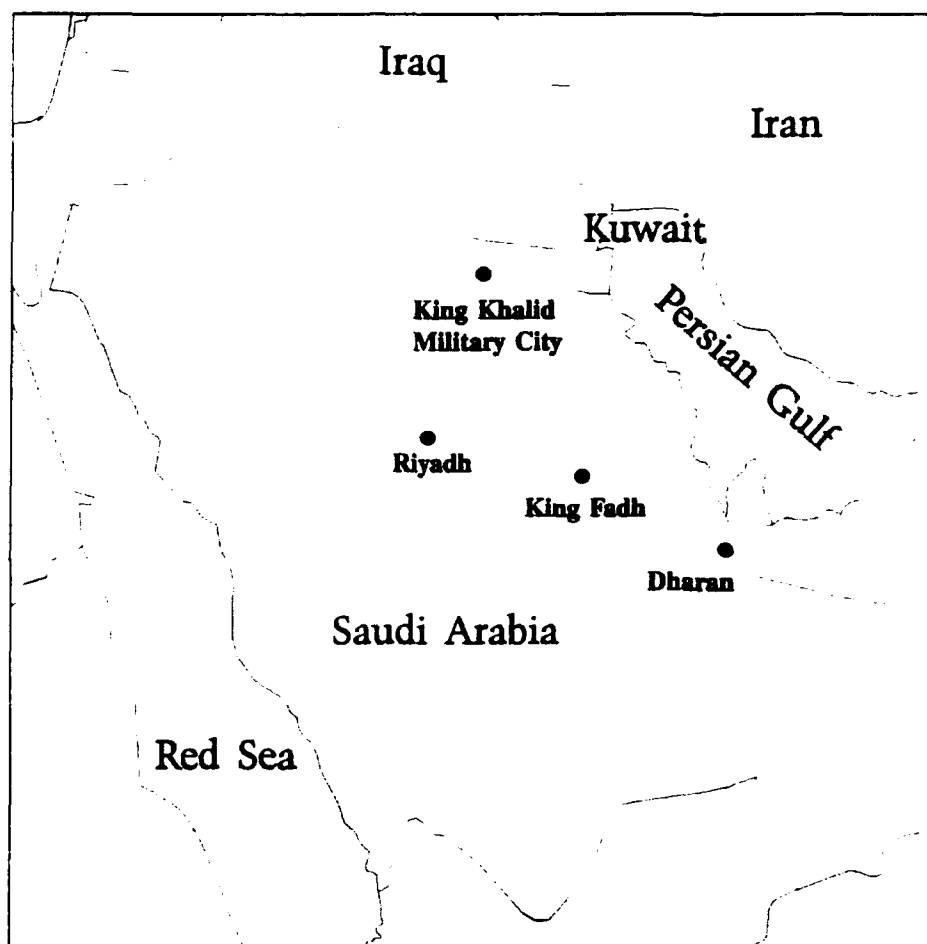 Iraq
Iran
Kuwait
King Khalid
Military City
Persian Gulf
Riyadh
King Fadh
Dharan
Saudi Arabia
Red Sea